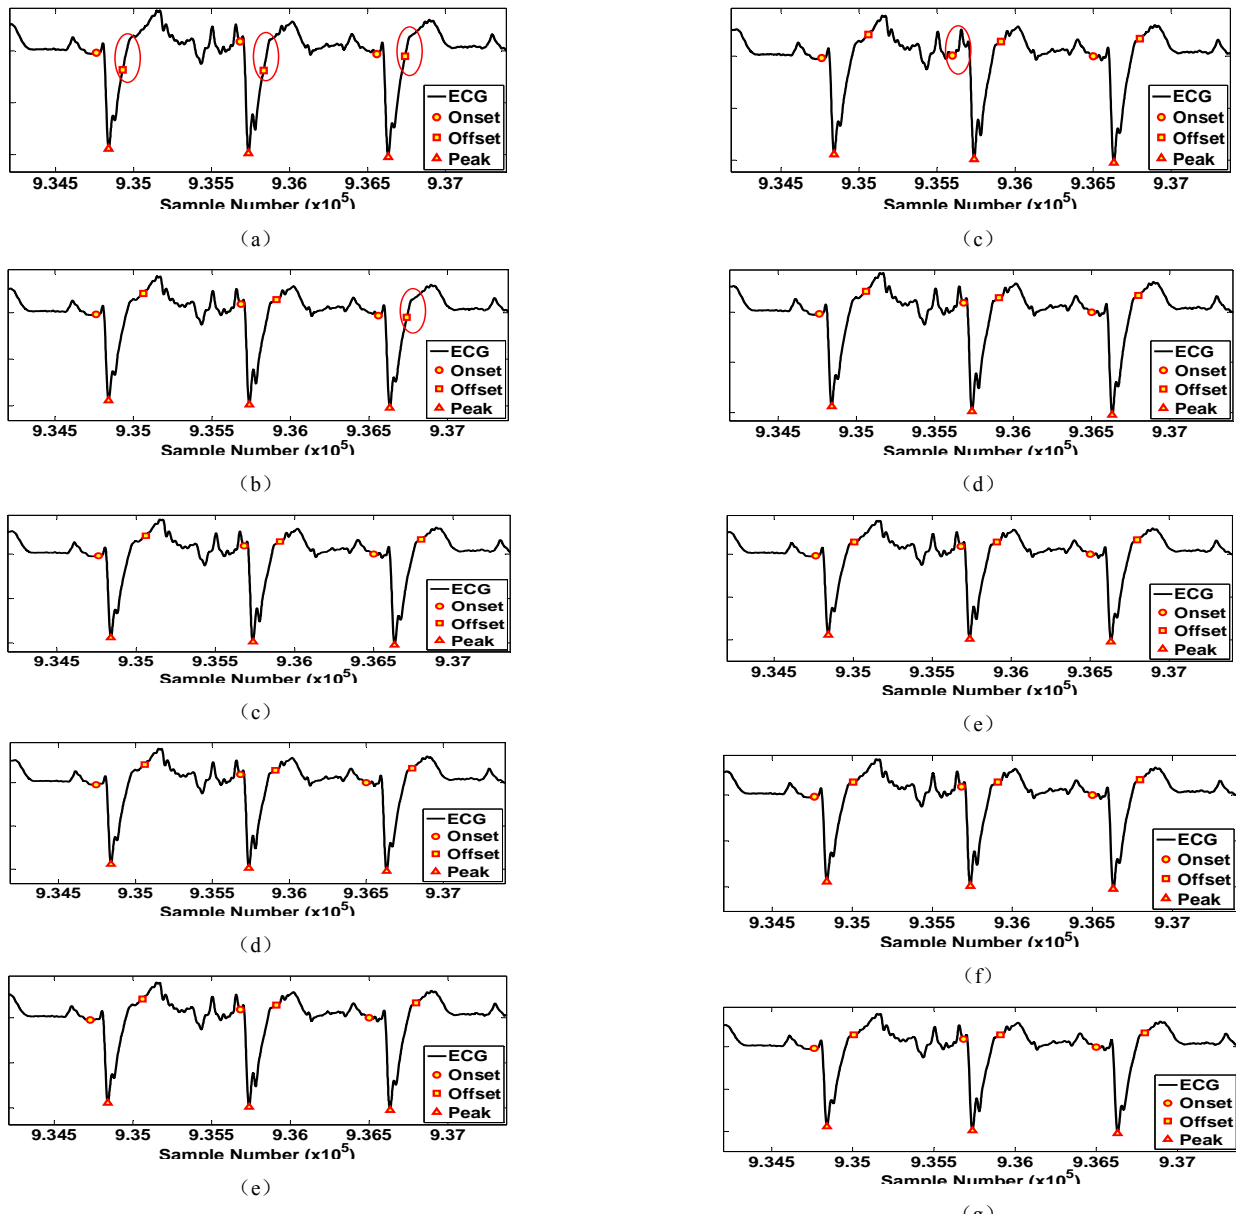 ECG
Onset
Offset
Peak
9.345 9.35 9.355 9.36 9.365 9.37
Sample Number (x10⁵)
（a）
ECG
Onset
Offset
Peak
9.345 9.35 9.355 9.36 9.365 9.37
Sample Number (x10⁵)
（b）
ECG
Onset
Offset
Peak
9.345 9.35 9.355 9.36 9.365 9.37
Sample Number (x10⁵)
（c）
ECG
Onset
Offset
Peak
9.345 9.35 9.355 9.36 9.365 9.37
Sample Number (x10⁵)
（d）
ECG
Onset
Offset
Peak
9.345 9.35 9.355 9.36 9.365 9.37
Sample Number (x10⁵)
（e）
ECG
Onset
Offset
Peak
9.345 9.35 9.355 9.36 9.365 9.37
Sample Number (x10⁵)
（c）
ECG
Onset
Offset
Peak
9.345 9.35 9.355 9.36 9.365 9.37
Sample Number (x10⁵)
（d）
ECG
Onset
Offset
Peak
9.345 9.35 9.355 9.36 9.365 9.37
Sample Number (x10⁵)
（e）
ECG
Onset
Offset
Peak
9.345 9.35 9.355 9.36 9.365 9.37
Sample Number (x10⁵)
（f）
ECG
Onset
Offset
Peak
9.345 9.35 9.355 9.36 9.365 9.37
Sample Number (x10⁵)
（g）